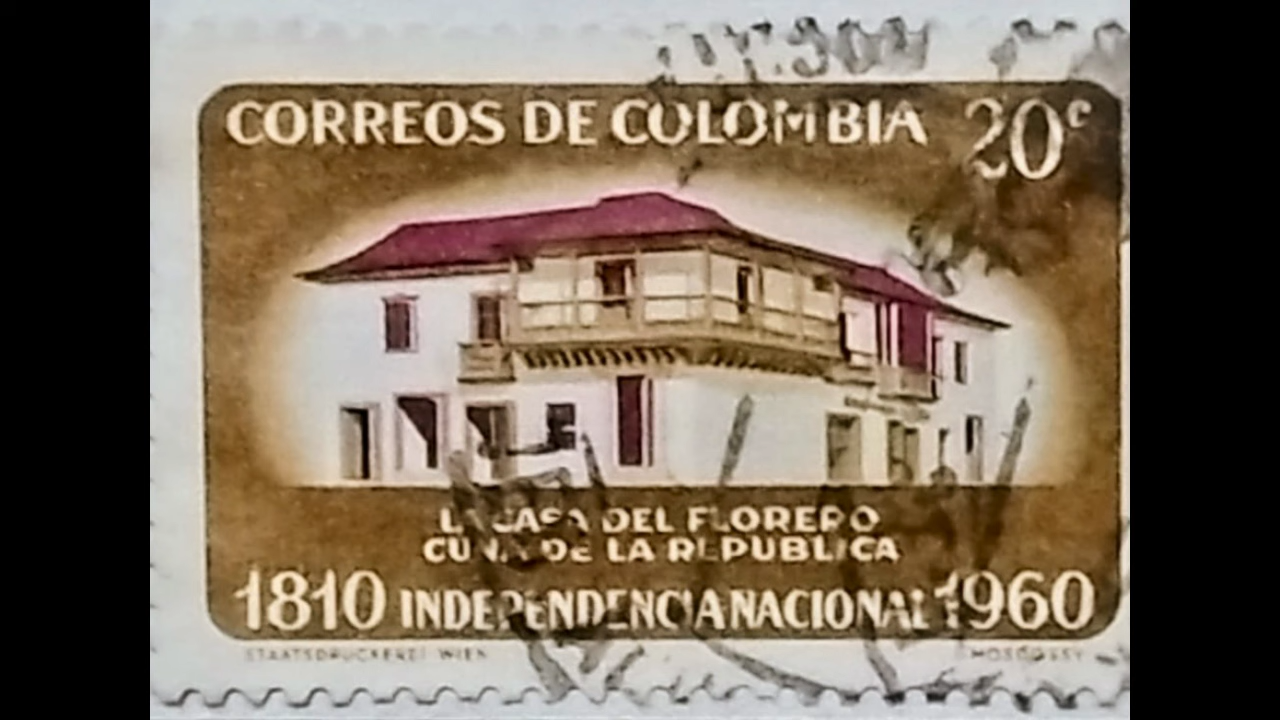 CORREOS DE COLOMBIA 20c
LA CASA DEL FLORERO
CUNA DE LA REPUBLICA
1810 INDEPENDENCIA NACIONAL 1960
STAATSDRUCKEREI WIEN